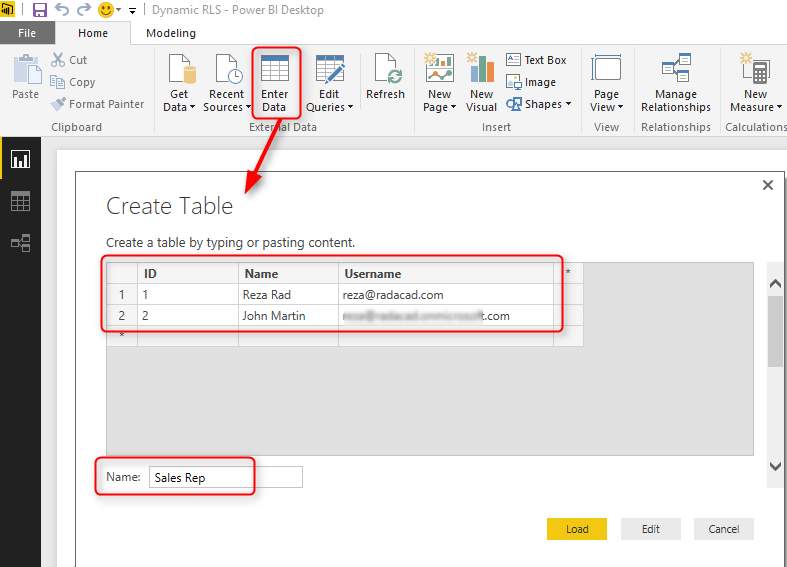 Dynamic RLS - Power BI Desktop
File Home Modeling
Paste
Cut
Copy
Format Painter
Clipboard
Get Data
Recent Sources
Enter Data
Edit Queries
Refresh
External Data
New Page
New Visual
Text Box
Image
Shapes
Insert
Page View
View
Manage Relationships
Relationships
New Measure
Calculations
Create Table
Create a table by typing or pasting content.
ID Name Username *
1 1 Reza Rad reza@radacad.com
2 2 John Martin t.com
*
Name: Sales Rep
Load Edit Cancel